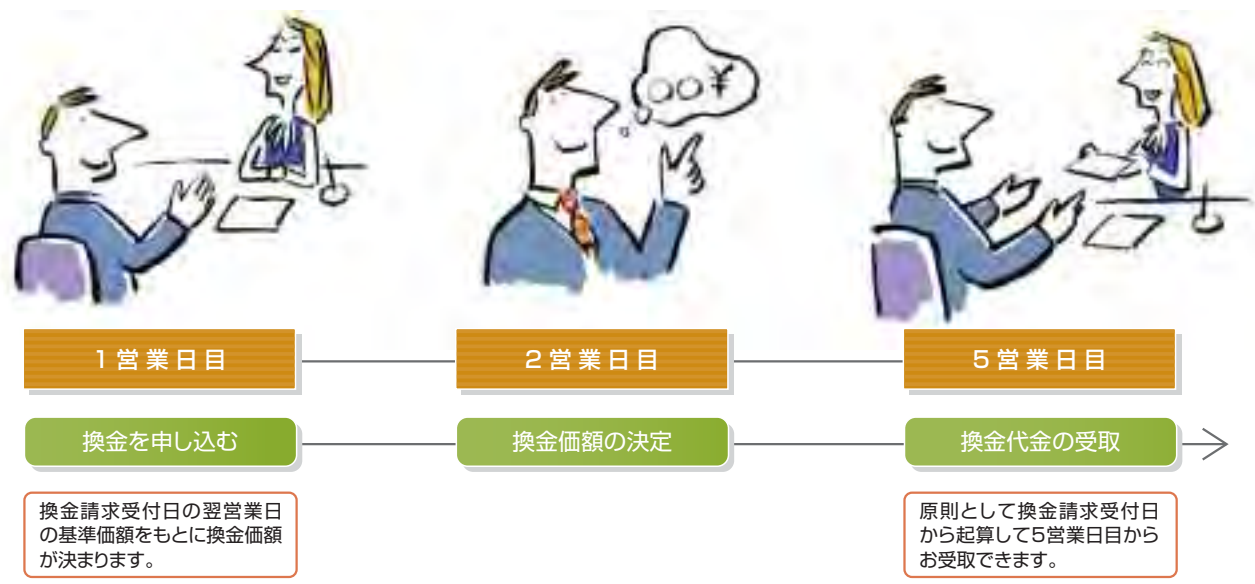 ○○¥
1営業日目
2営業日目
5営業日目
換金を申し込む
換金価額の決定
換金代金の受取
換金請求受付日の翌営業日
の基準価額をもとに換金価額
が決まります。
原則として換金請求受付日
から起算して5営業日目から
お受取できます。